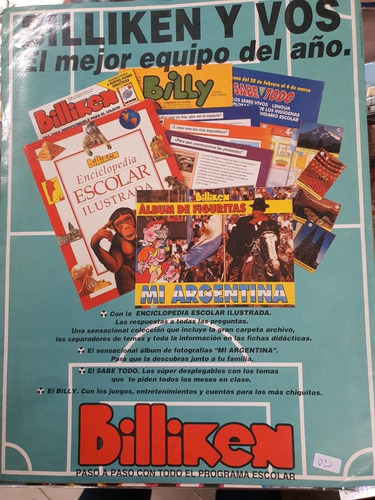 BILLIKEN Y VOS
El mejor equipo del año.
Billiken
Billy
SABE TODO
LOS SERES VIVOS LENGUA
Billiken
Enciclopedia
ESCOLAR
ILUSTRADA
Billiken
ALBUM DE FIGURITAS
MI ARGENTINA
Con la ENCICLOPEDIA ESCOLAR ILUSTRADA.
Las respuestas a todas las preguntas.
Una sensacional colección que incluye la gran carpeta archivo,
los separadores de temas y toda la información en las fichas didácticas.
El sensacional álbum de fotografías "MI ARGENTINA".
Para que la descubras junto a tu familia.
El SABE TODO. Los súper desplegables con los temas
que te piden todos los meses en clase.
El BILLY. Con los juegos, entretenimientos y cuentos para los más chiquitos.
Billiken
PASO A PASO CON TODO EL PROGRAMA ESCOLAR